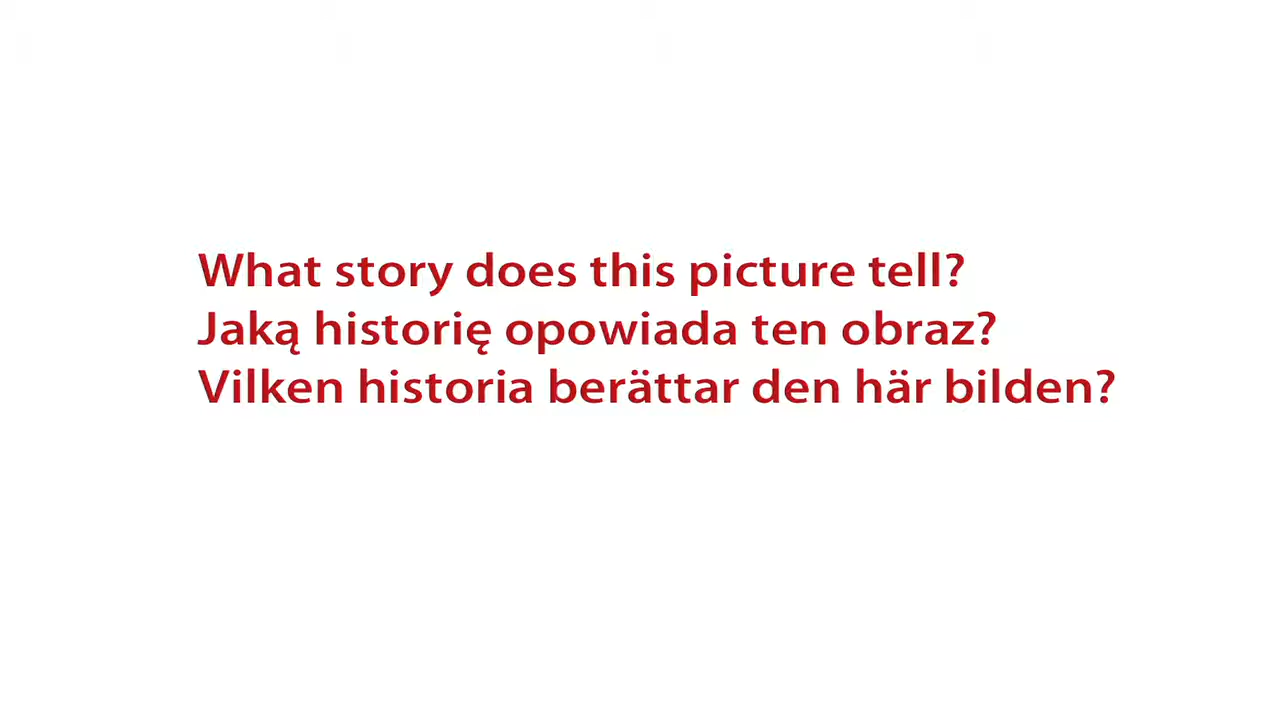 What story does this picture tell?
Jaką historię opowiada ten obraz?
Vilken historia berättar den här bilden?